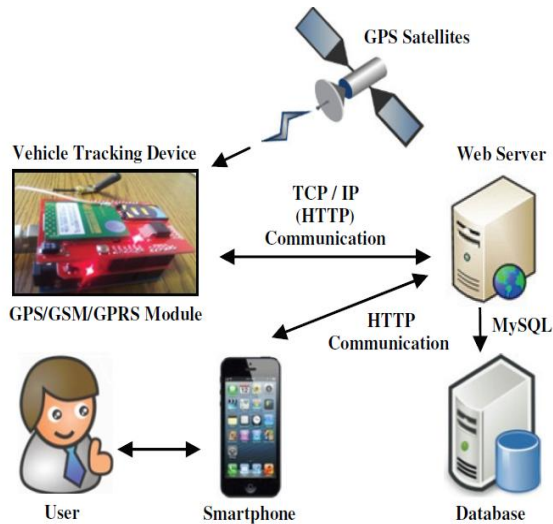 GPS Satellites
Vehicle Tracking Device
Web Server
TCP / IP
(HTTP)
Communication
GPS/GSM/GPRS Module
HTTP
Communication
MySQL
User
Smartphone
Database